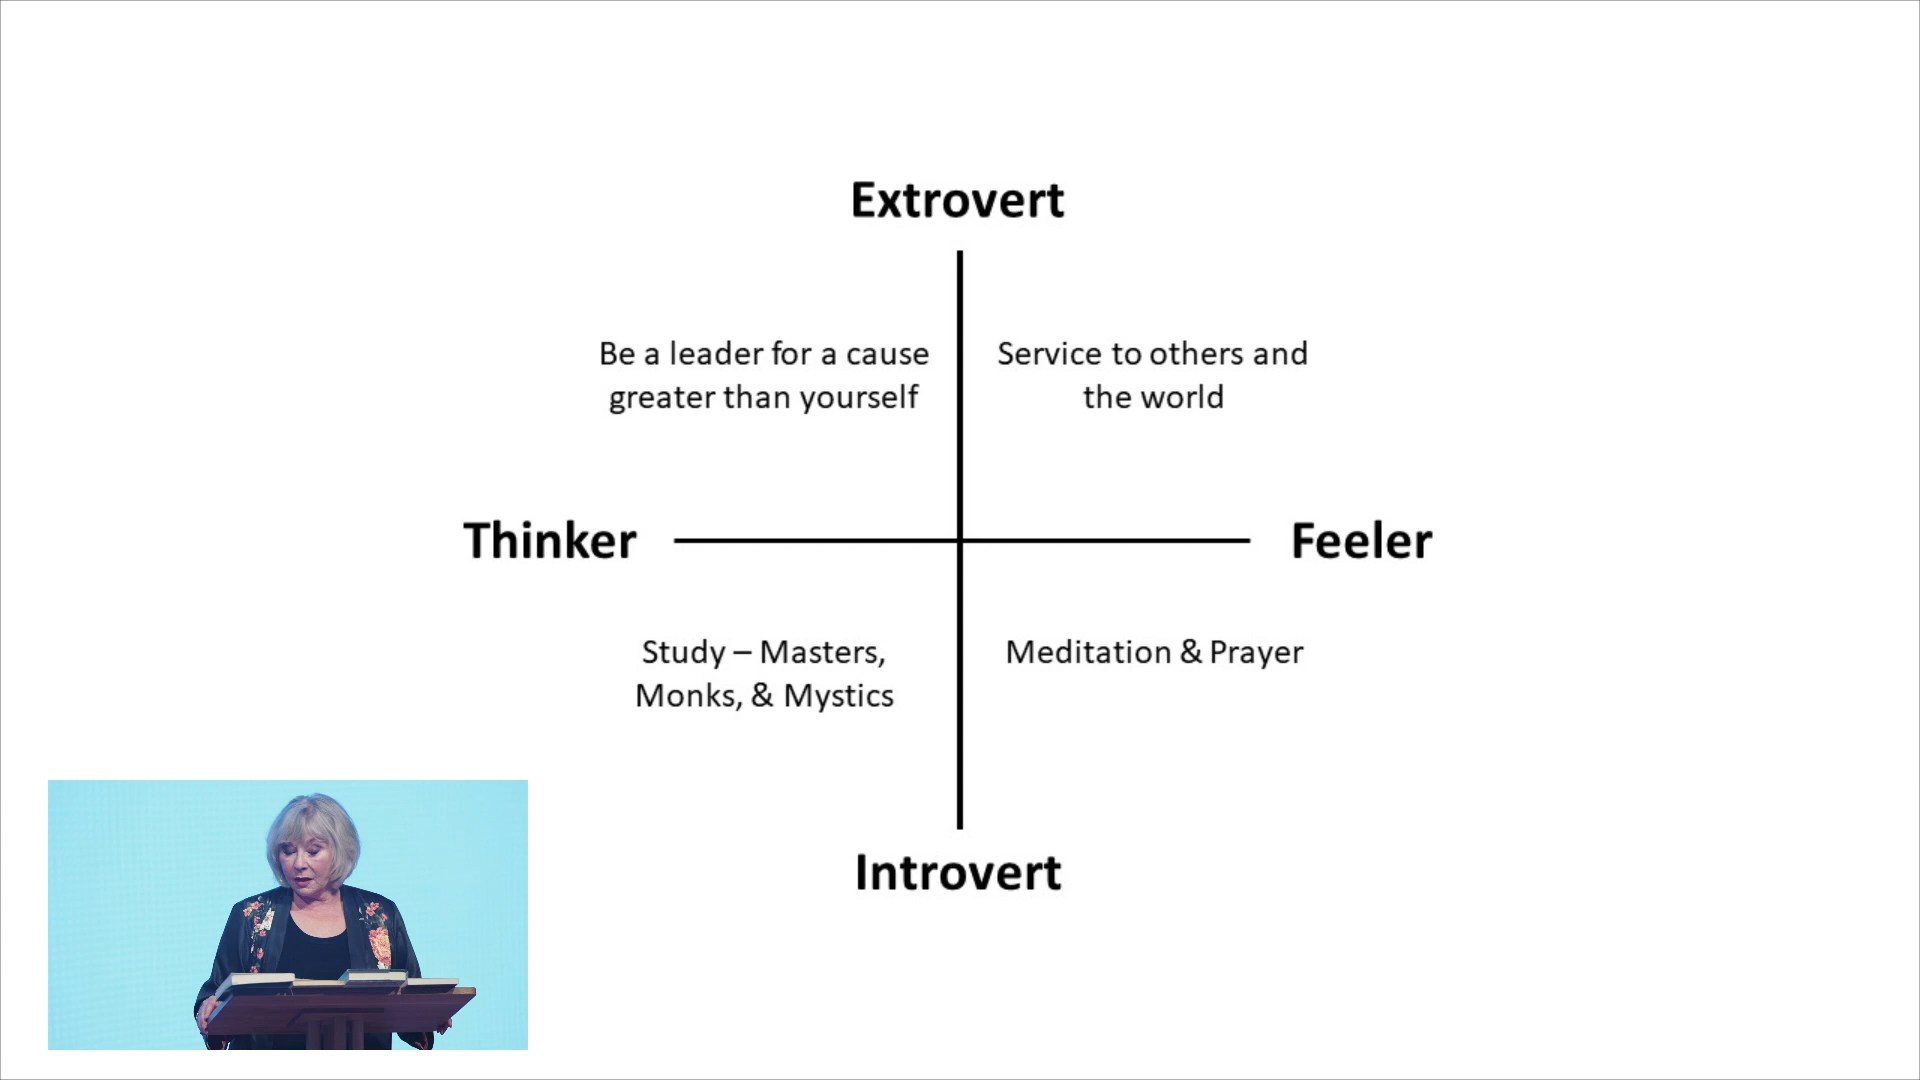 Extrovert
Be a leader for a cause
greater than yourself
Service to others and
the world
Thinker
Feeler
Study – Masters,
Monks, & Mystics
Meditation & Prayer
Introvert